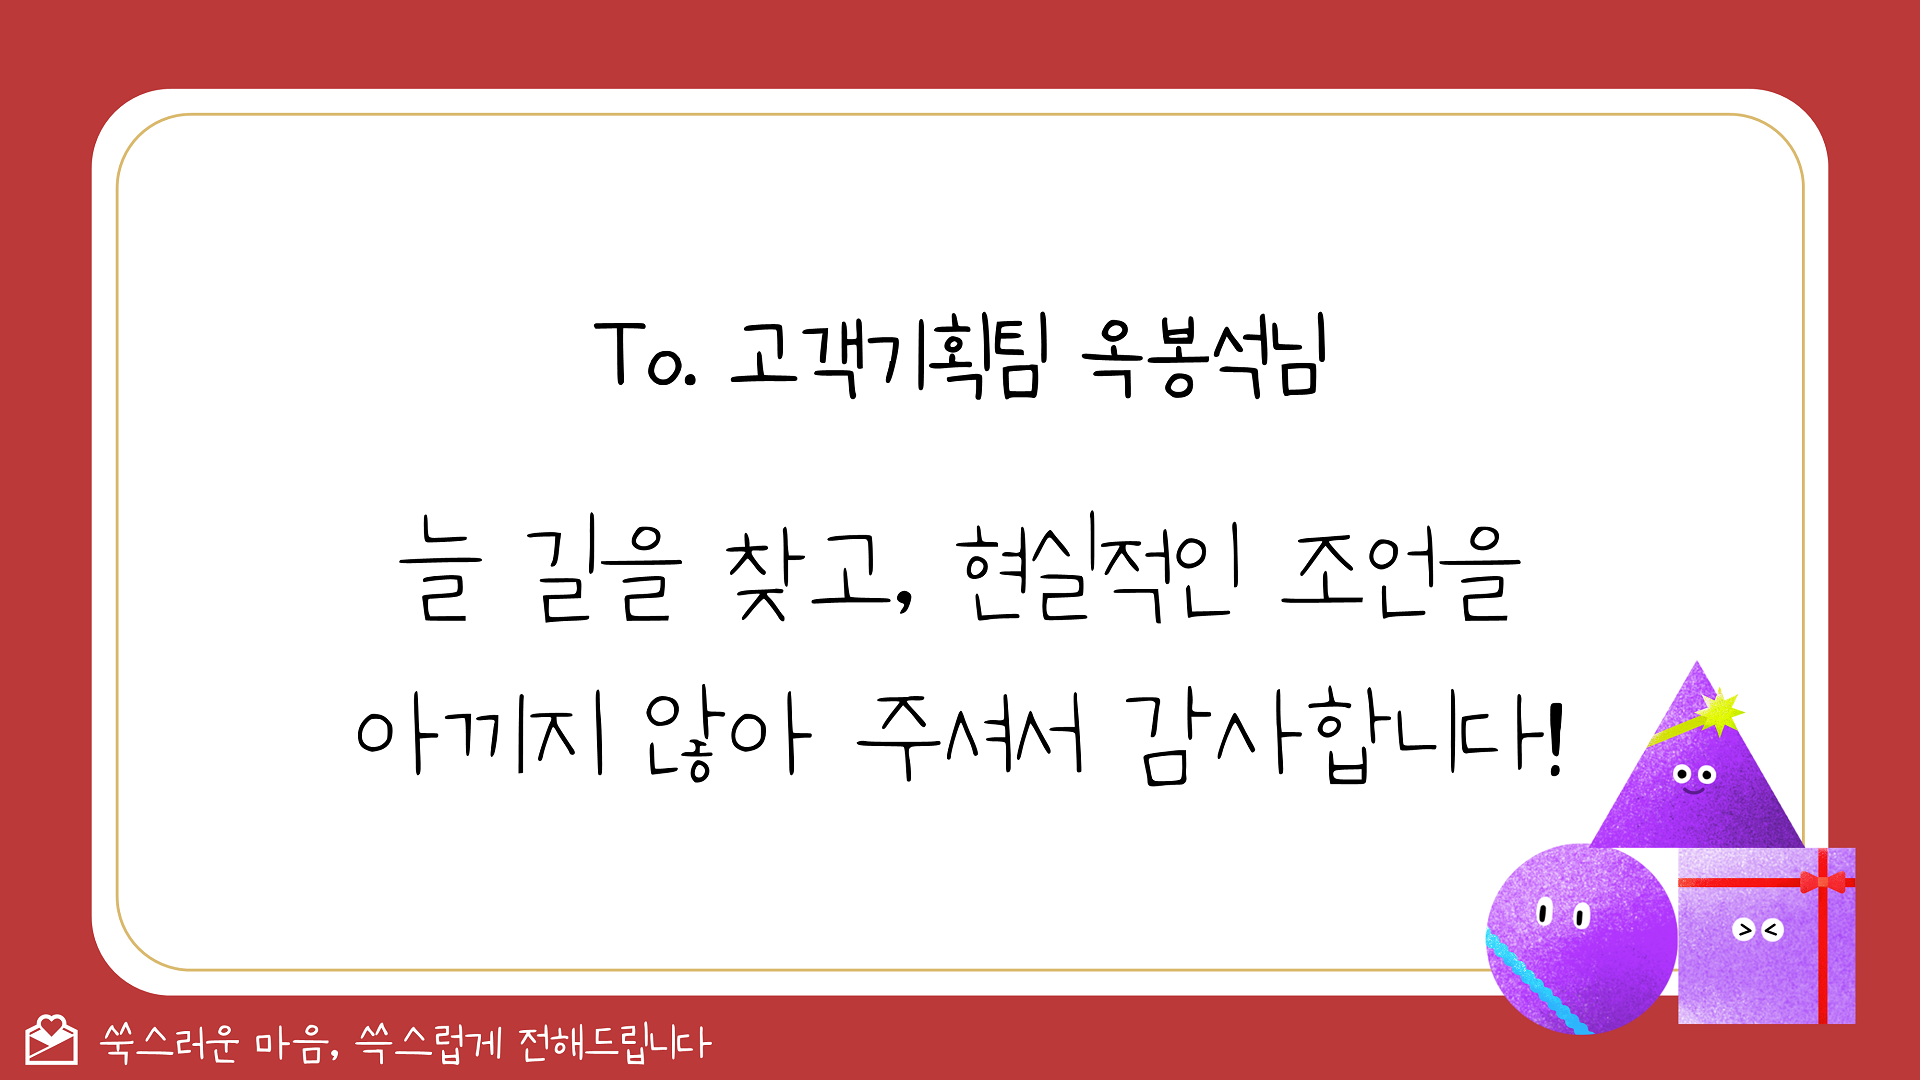 To. 고객기획팀 옥봉석님
늘 길을 찾고, 현실적인 조언을
아끼지 않아 주셔서 감사합니다!
쑥스러운 마음, 쓱스럽게 전해드립니다